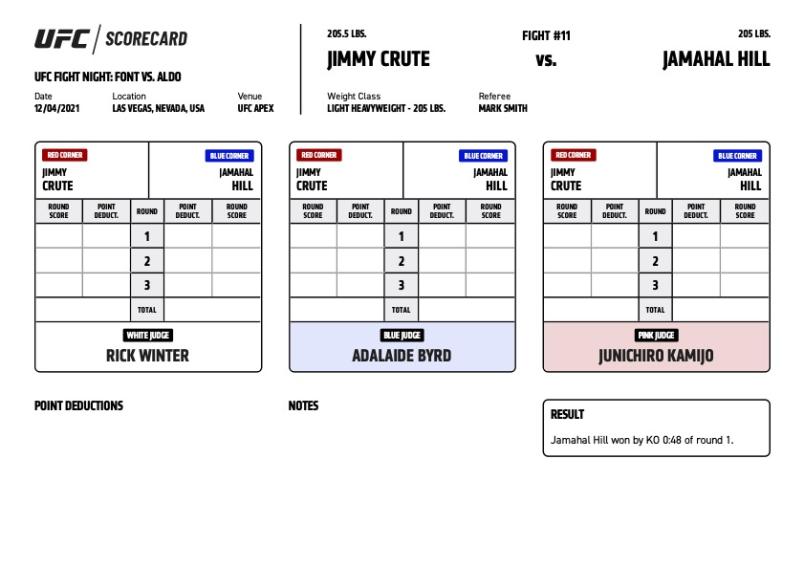 UFC / SCORECARD
UFC FIGHT NIGHT: FONT VS. ALDO
Date Location Venue
12/04/2021 LAS VEGAS, NEVADA, USA UFC APEX
205.5 LBS. FIGHT #11 205 LBS.
JIMMY CRUTE vs. JAMAHAL HILL
Weight Class Referee
LIGHT HEAVYWEIGHT - 205 LBS. MARK SMITH
RED CORNER BLUE CORNER
JIMMY JAMAHAL
CRUTE HILL
ROUND POINT ROUND POINT ROUND
SCORE DEDUCT. DEDUCT. SCORE
1
2
3
TOTAL
WHITE JUDGE
RICK WINTER
RED CORNER BLUE CORNER
JIMMY JAMAHAL
CRUTE HILL
ROUND POINT ROUND POINT ROUND
SCORE DEDUCT. DEDUCT. SCORE
1
2
3
TOTAL
BLUE JUDGE
ADALAIDE BYRD
RED CORNER BLUE CORNER
JIMMY JAMAHAL
CRUTE HILL
ROUND POINT ROUND POINT ROUND
SCORE DEDUCT. DEDUCT. SCORE
1
2
3
TOTAL
PINK JUDGE
JUNICHIRO KAMIJO
POINT DEDUCTIONS
NOTES
RESULT
Jamahal Hill won by KO 0:48 of round 1.